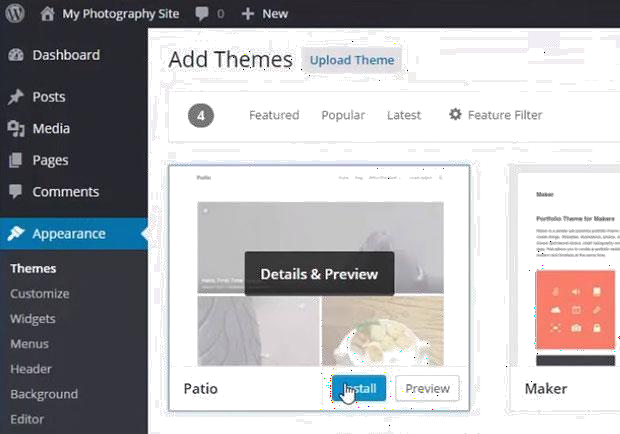 My Photography Site 0 + New
Dashboard
Posts
Media
Pages
Comments
Appearance
Themes
Customize
Widgets
Menus
Header
Background
Editor
Add Themes Upload Theme
4 Featured Popular Latest Feature Filter
Patio
Details & Preview
Patio Install Preview
Maker
Portfolio Theme for Makers
Maker